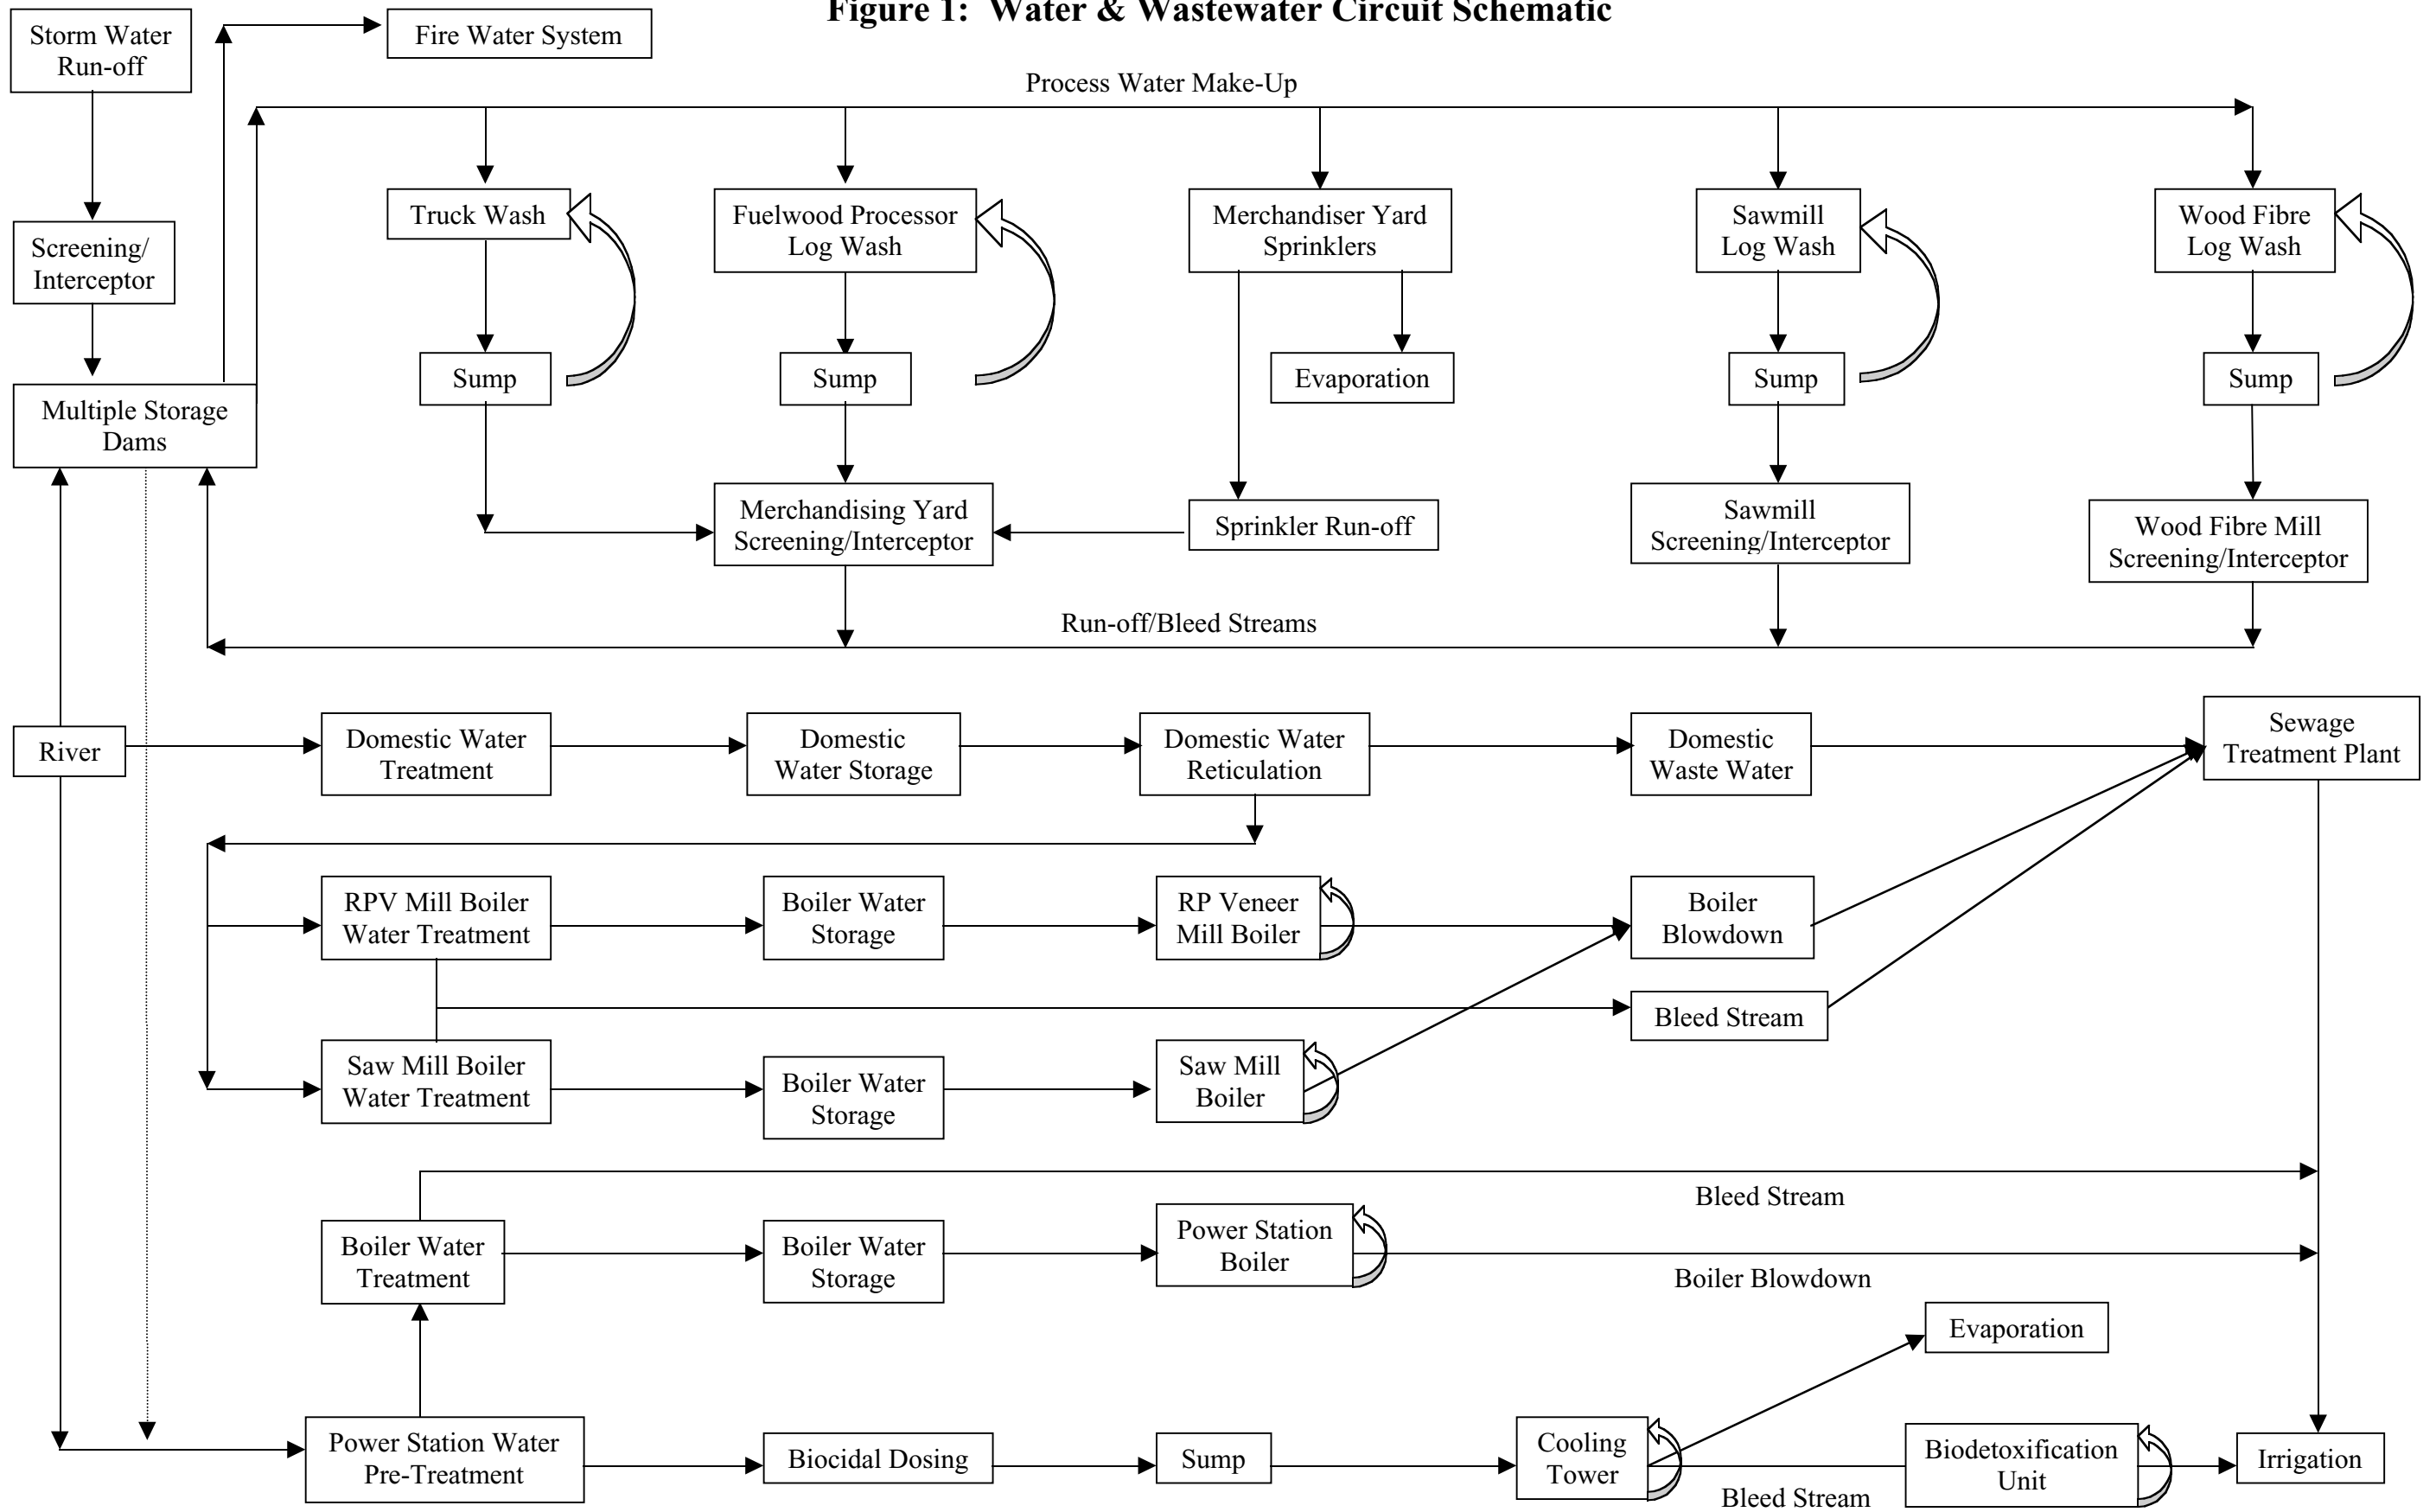 Figure 1:  Water & Wastewater Circuit Schematic
Storm Water
Run-off
Fire Water System
Process Water Make-Up
Screening/
Interceptor
Truck Wash
Fuelwood Processor
Log Wash
Merchandiser Yard
Sprinklers
Sawmill
Log Wash
Wood Fibre
Log Wash
Multiple Storage
Dams
Sump
Sump
Evaporation
Sump
Sump
Merchandising Yard
Screening/Interceptor
Sprinkler Run-off
Sawmill
Screening/Interceptor
Wood Fibre Mill
Screening/Interceptor
Run-off/Bleed Streams
River
Domestic Water
Treatment
Domestic
Water Storage
Domestic Water
Reticulation
Domestic
Waste Water
Sewage
Treatment Plant
RPV Mill Boiler
Water Treatment
Boiler Water
Storage
RP Veneer
Mill Boiler
Boiler
Blowdown
Bleed Stream
Saw Mill Boiler
Water Treatment
Boiler Water
Storage
Saw Mill
Boiler
Bleed Stream
Boiler Water
Treatment
Boiler Water
Storage
Power Station
Boiler
Boiler Blowdown
Evaporation
Power Station Water
Pre-Treatment
Biocidal Dosing
Sump
Cooling
Tower
Bleed Stream
Biodetoxification
Unit
Irrigation